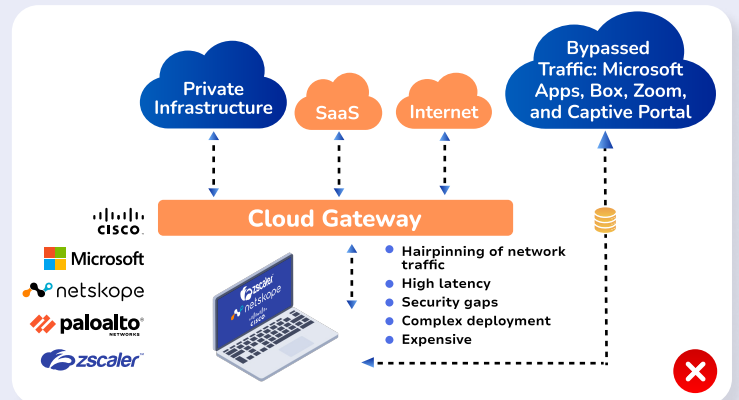 Private
Infrastructure
SaaS
Internet
Bypassed
Traffic: Microsoft
Apps, Box, Zoom,
and Captive Portal
Cloud Gateway
CISCO
Microsoft
netskope
paloalto®
NETWORKS
zscaler™
zscaler
netskope
CISCO
Hairpinning of network
traffic
High latency
Security gaps
Complex deployment
Expensive